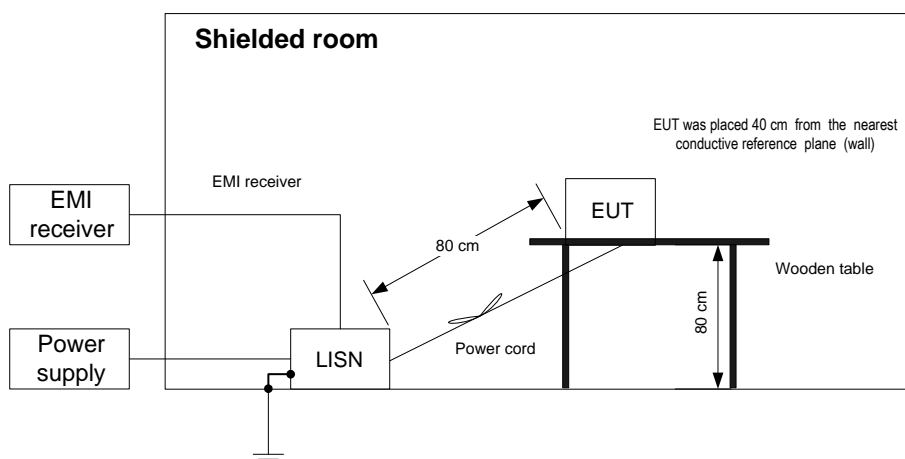 Shielded room
EUT was placed 40 cm from the nearest
conductive reference plane (wall)
EMI receiver
EMI
receiver
EUT
80 cm
Wooden table
80 cm
Power cord
Power
supply
LISN